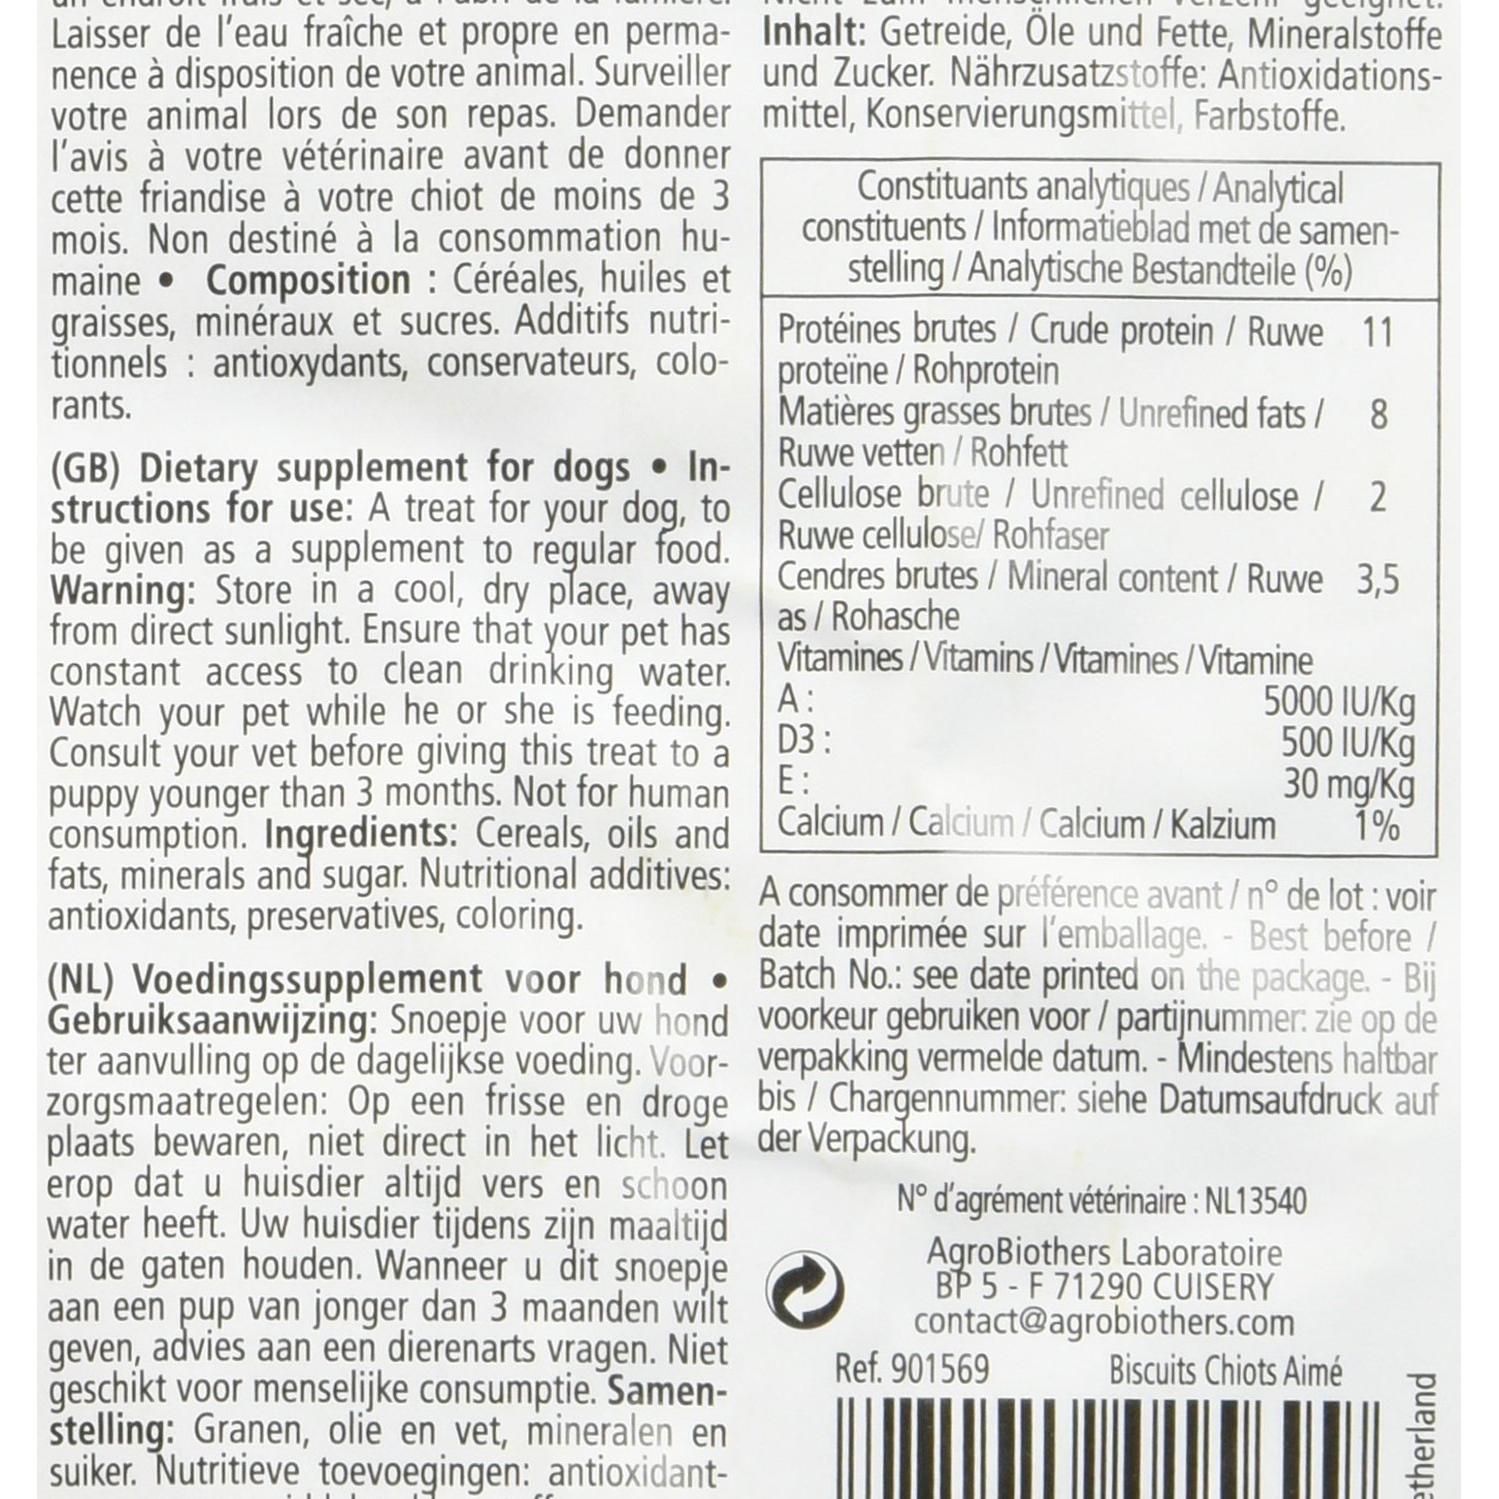 Laisser de l'eau fraîche et propre en perma-
nence à disposition de votre animal. Surveiller
votre animal lors de son repas. Demander
l'avis à votre vétérinaire avant de donner
cette friandise à votre chiot de moins de 3
mois. Non destiné à la consommation hu-
maine • Composition : Céréales, huiles et
graisses, minéraux et sucres. Additifs nutri-
tionnels : antioxydants, conservateurs, colo-
rants.
(GB) Dietary supplement for dogs • In-
structions for use: A treat for your dog, to
be given as a supplement to regular food.
Warning: Store in a cool, dry place, away
from direct sunlight. Ensure that your pet has
constant access to clean drinking water.
Watch your pet while he or she is feeding.
Consult your vet before giving this treat to a
puppy younger than 3 months. Not for human
consumption. Ingredients: Cereals, oils and
fats, minerals and sugar. Nutritional additives:
antioxidants, preservatives, coloring.
(NL) Voedingssupplement voor hond •
Gebruiksaanwijzing: Snoepje voor uw hond
ter aanvulling op de dagelijkse voeding. Voor-
zorgsmaatregelen: Op een frisse en droge
plaats bewaren, niet direct in het licht. Let
erop dat u huisdier altijd vers en schoon
water heeft. Uw huisdier tijdens zijn maaltijd
in de gaten houden. Wanneer u dit snoepje
aan een pup van jonger dan 3 maanden wilt
geven, advies aan een dierenarts vragen. Niet
geschikt voor menselijke consumptie. Samen-
stelling: Granen, olie en vet, mineralen en
suiker. Nutritieve toevoegingen: antioxidant-
Nicht zum menschlichen Verzehr geeignet.
Inhalt: Getreide, Öle und Fette, Mineralstoffe
und Zucker. Nährzusatzstoffe: Antioxidations-
mittel, Konservierungsmittel, Farbstoffe.
Constituants analytiques / Analytical
constituents / Informatieblad met de samen-
stelling / Analytische Bestandteile (%)
Protéines brutes / Crude protein / Ruwe 11
proteïne / Rohprotein
Matières grasses brutes / Unrefined fats / 8
Ruwe vetten / Rohfett
Cellulose brute / Unrefined cellulose / 2
Ruwe cellulose/ Rohfaser
Cendres brutes / Mineral content / Ruwe 3,5
as / Rohasche
Vitamines / Vitamins / Vitamines / Vitamine
A : 5000 IU/Kg
D3 : 500 IU/Kg
E : 30 mg/Kg
Calcium / Calcium / Calcium / Kalzium 1%
A consommer de préférence avant / n° de lot : voir
date imprimée sur l'emballage. - Best before /
Batch No.: see date printed on the package. - Bij
voorkeur gebruiken voor / partijnummer: zie op de
verpakking vermelde datum. - Mindestens haltbar
bis / Chargennummer: siehe Datumsaufdruck auf
der Verpackung.
N° d'agrément vétérinaire : NL13540
AgroBiothers Laboratoire
BP 5 - F 71290 CUISERY
contact@agrobiothers.com
Ref. 901569 Biscuits Chiots Aimé